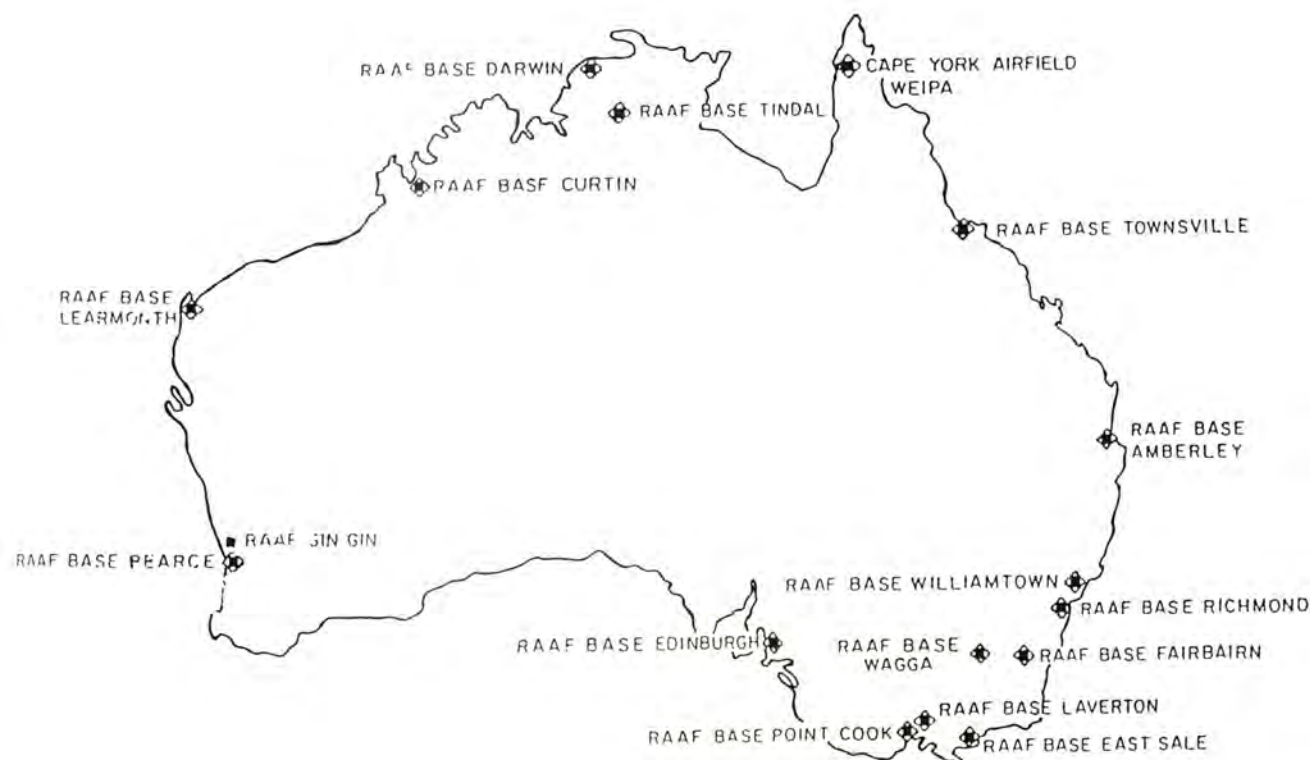 RAAF BASE DARWIN
CAPE YORK AIRFIELD
WEIPA
RAAF BASE TINDAL
RAAF BASE CURTIN
RAAF BASE TOWNSVILLE
RAAF BASE
LEARMONTH
RAAF BASE
AMBERLEY
RAAF GIN GIN
RAAF BASE PEARCE
RAAF BASE WILLIAMTOWN
RAAF BASE RICHMOND
RAAF BASE EDINBURGH
RAAF BASE
WAGGA
RAAF BASE FAIRBAIRN
RAAF BASE LAVERTON
RAAF BASE POINT COOK
RAAF BASE EAST SALE